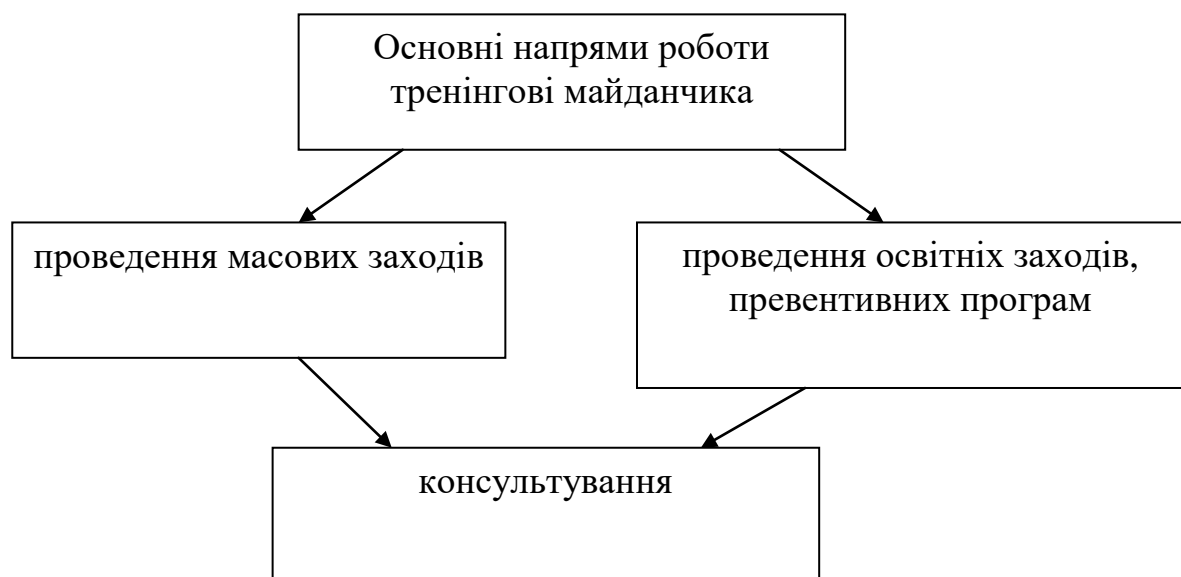 Основні напрями роботи
тренінгові майданчика
проведення масових заходів
проведення освітніх заходів,
превентивних програм
консультування